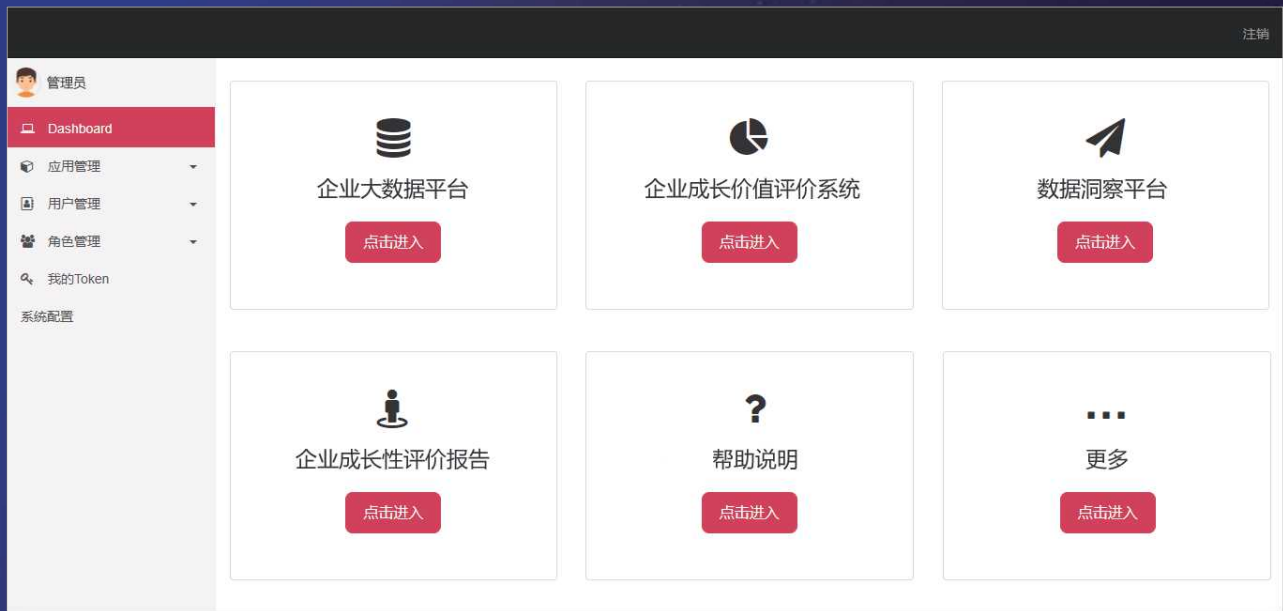 注销
管理员
Dashboard
应用管理
用户管理
角色管理
我的Token
系统配置
企业大数据平台
点击进入
企业成长价值评价系统
点击进入
数据洞察平台
点击进入
企业成长性评价报告
点击进入
帮助说明
点击进入
更多
点击进入